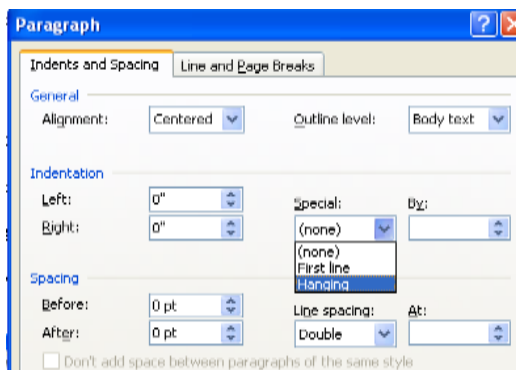 Paragraph
Indents and Spacing
Line and Page Breaks
General
Alignment: Centered Outline level: Body text
Indentation
Left: 0" Special: By:
Right: 0" (none)
(none)
First line
Hanging
Spacing
Before: 0 pt Line spacing: At:
After: 0 pt Double
Don't add space between paragraphs of the same style